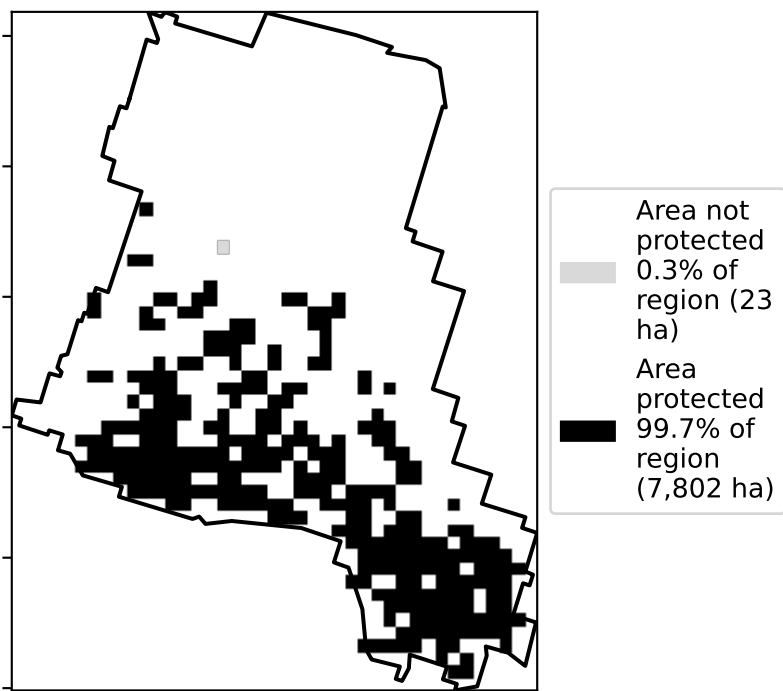 Area not
protected
0.3% of
region (23
ha)
Area
protected
99.7% of
region
(7,802 ha)